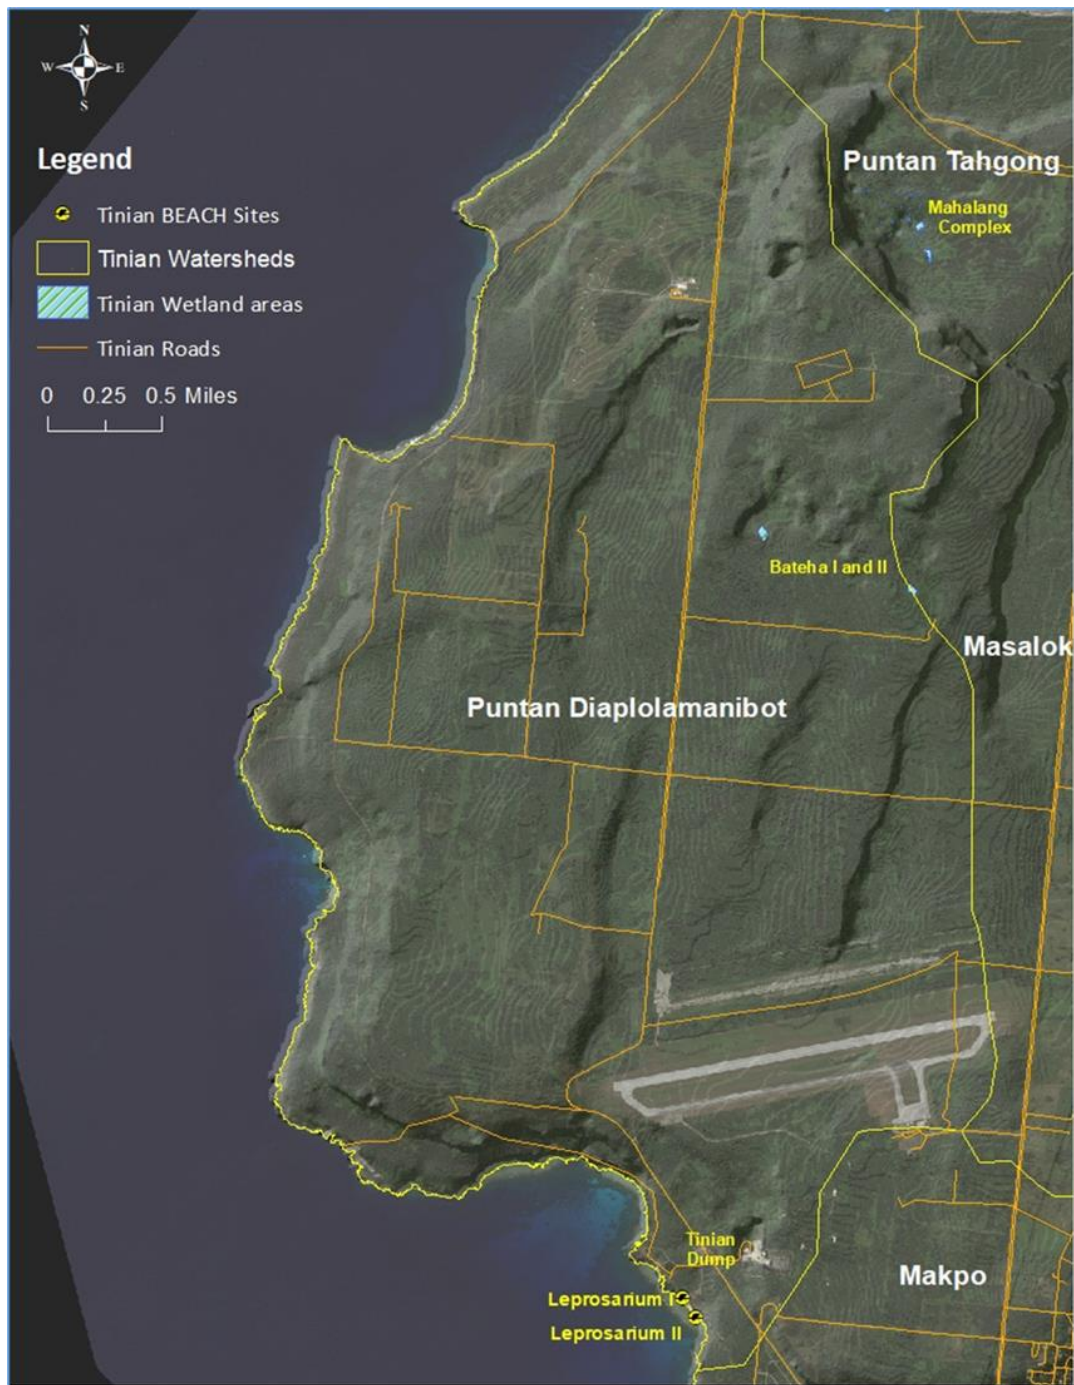 N
W E
S
Legend
Tinian BEACH Sites
Tinian Watersheds
Tinian Wetland areas
Tinian Roads
0 0.25 0.5 Miles
Puntan Tahgong
Mahalang
Complex
Bateha I and II
Masalok
Puntan Diaplolamanibot
Tinian
Dump
Makpo
Leprosarium I
Leprosarium II